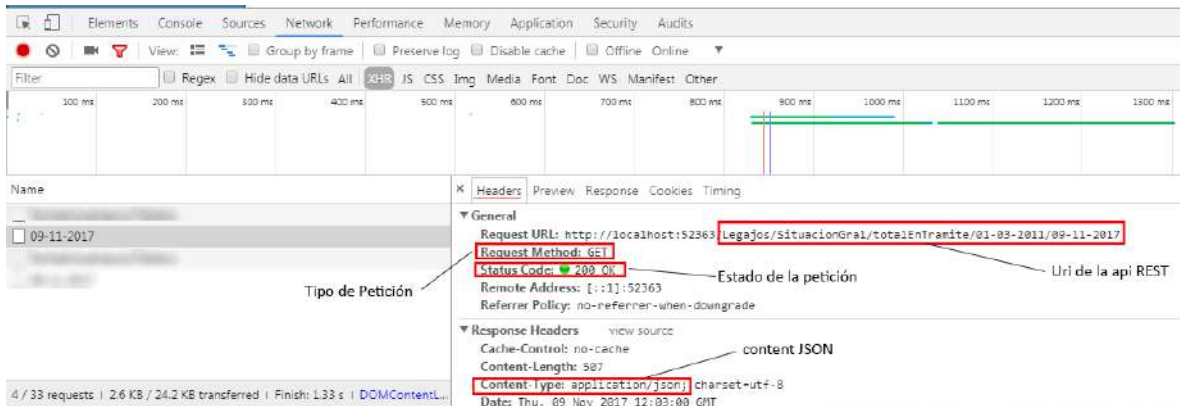 Elements Console Sources Network Performance Memory Application Security Audits
View: Group by frame Preserve log Disable cache Offline Online
Filter Regex Hide data URLs All XHR JS CSS Img Media Font Doc WS Manifest Other
100 ms 200 ms 300 ms 400 ms 500 ms 600 ms 700 ms 800 ms 900 ms 1000 ms 1100 ms 1200 ms 1300 ms
Name
09-11-2017
Tipo de Petición
4 / 33 requests | 2.6 KB / 24.2 KB transferred | Finish: 1.33 s | DOMContentL...
× Headers Preview Response Cookies Timing
▼ General
Request URL: http://localhost:52363/Legajos/SituacionGral/totalEnTramite/01-03-2011/09-11-2017
Request Method: GET
Status Code: 200 OK
Estado de la petición
Uri de la api REST
Remote Address: [::1]:52363
Referrer Policy: no-referrer-when-downgrade
▼ Response Headers view source
Cache-Control: no-cache
content JSON
Content-Length: 507
Content-Type: application/json; charset=utf-8
Date: Thu, 09 Nov 2017 12:03:00 GMT